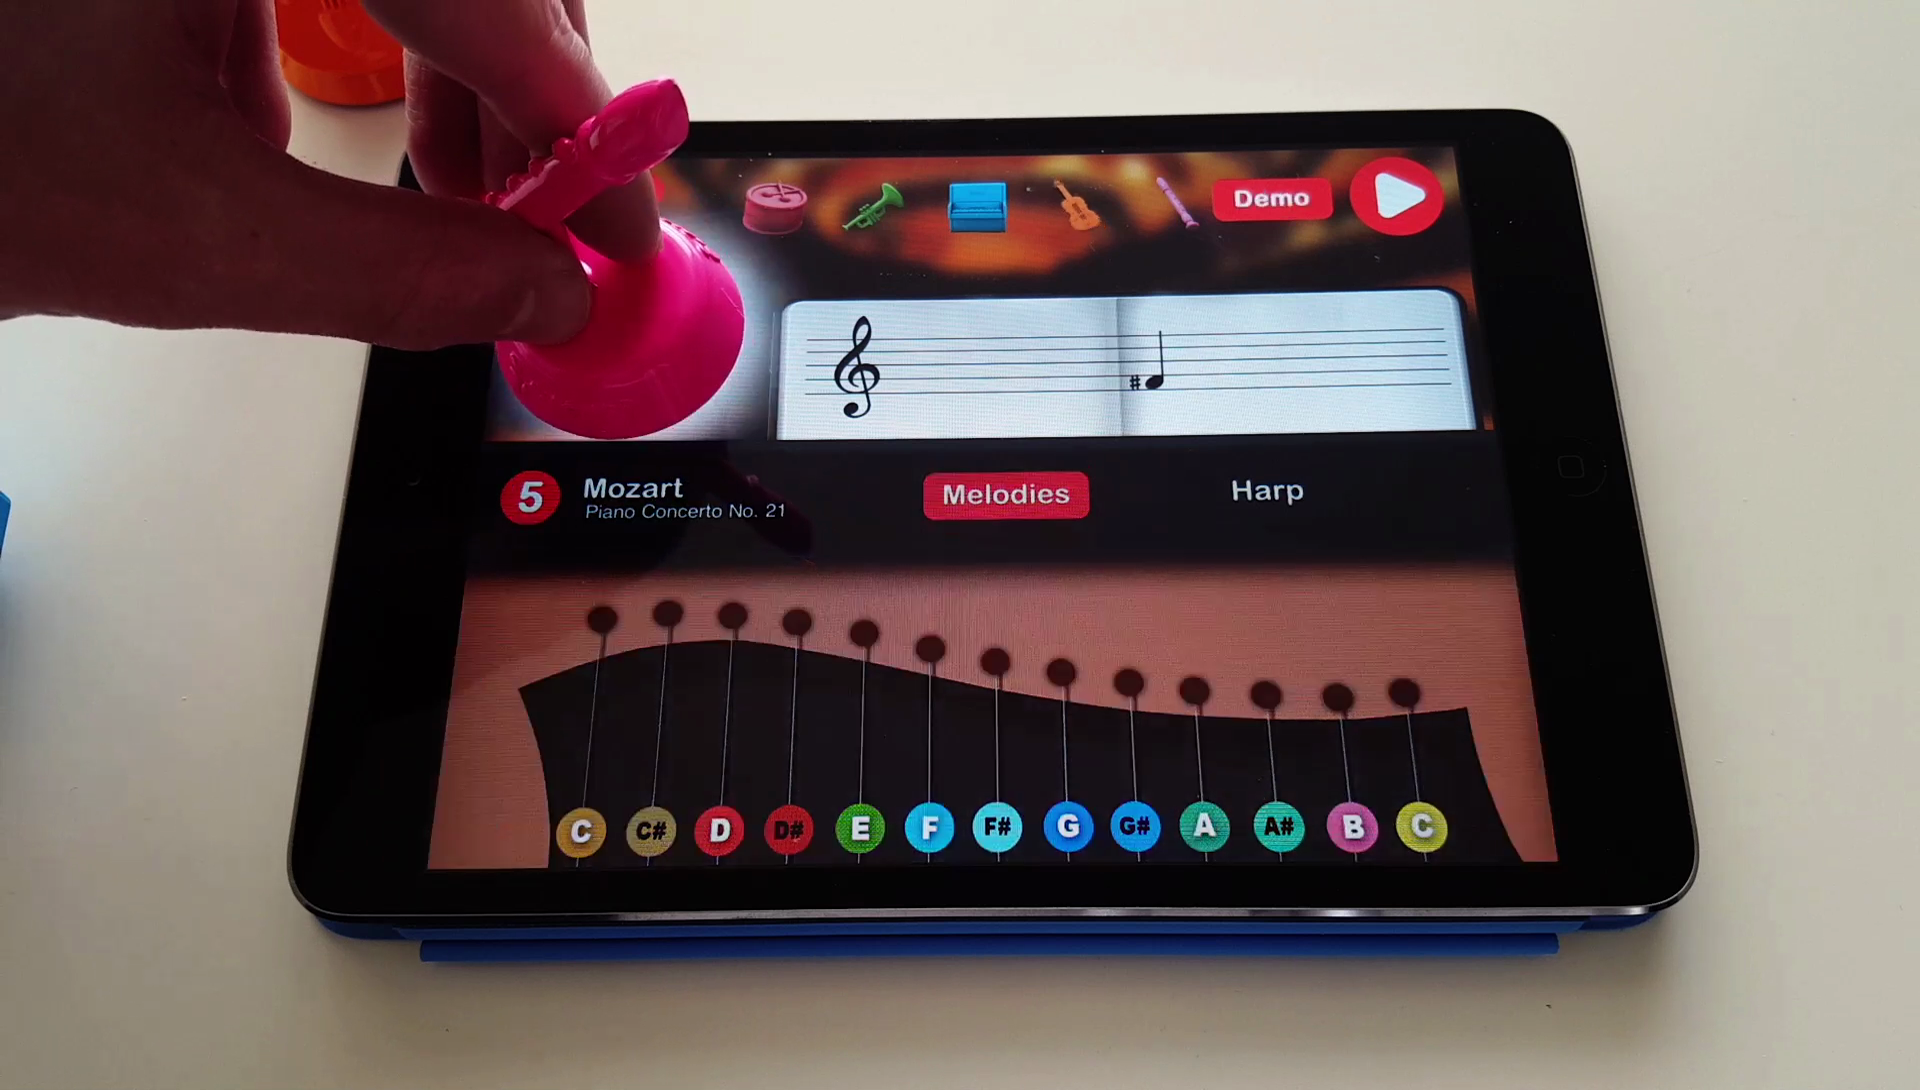 Demo
5
Mozart
Piano Concerto No. 21
Melodies
Harp
C C# D D# E F F# G G# A A# B C